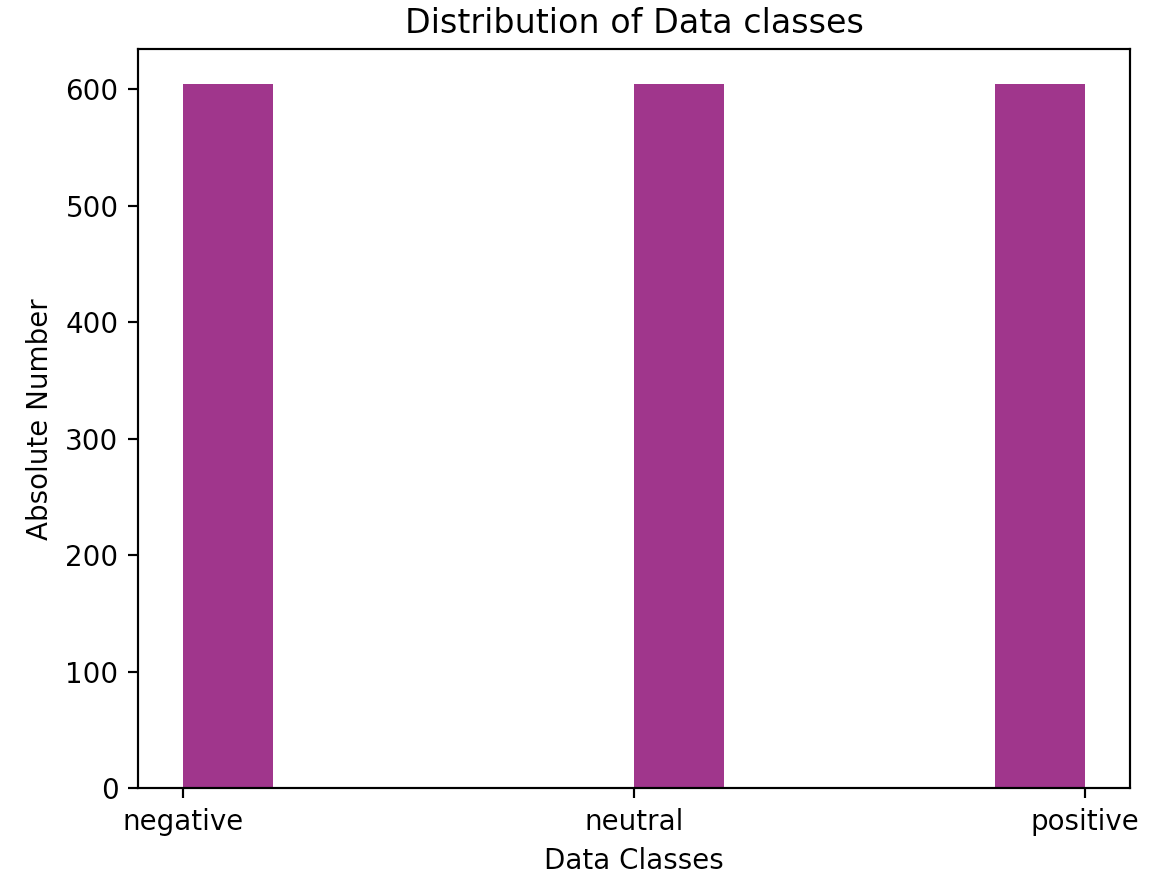 Distribution of Data classes
600
500
400
300
200
100
0
Absolute Number
negative neutral positive
Data Classes